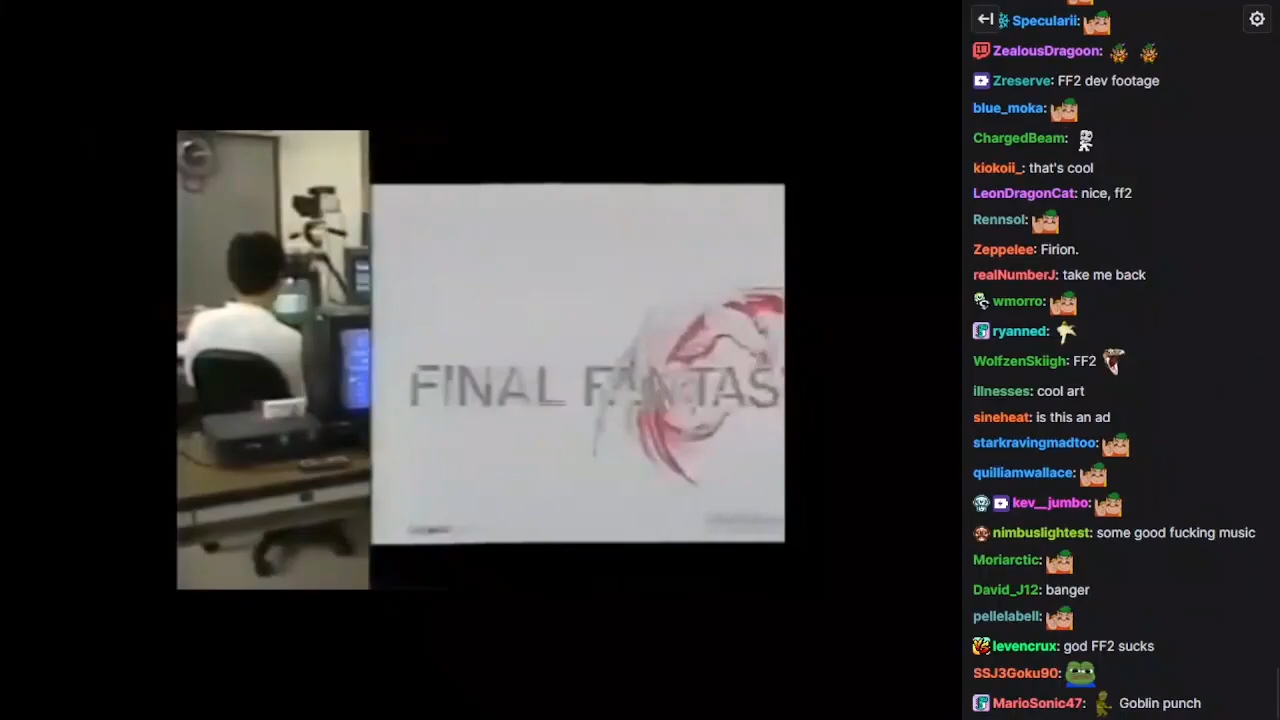 FINAL FANTAS
Specularii:
ZealousDragoon:
Zreserve: FF2 dev footage
blue_moka:
ChargedBeam:
kiokoii_: that's cool
LeonDragonCat: nice, ff2
Rennsol:
Zeppelee: Firion.
realNumberJ: take me back
wmorro:
ryanned:
WolfzenSkiigh: FF2
illnesses: cool art
sineheat: is this an ad
starkravingmadtoo:
quilliamwallace:
kev__jumbo:
nimbuslightest: some good fucking music
Moriarctic:
David_J12: banger
pellelabell:
levencrux: god FF2 sucks
SSJ3Goku90:
MarioSonic47: Goblin punch